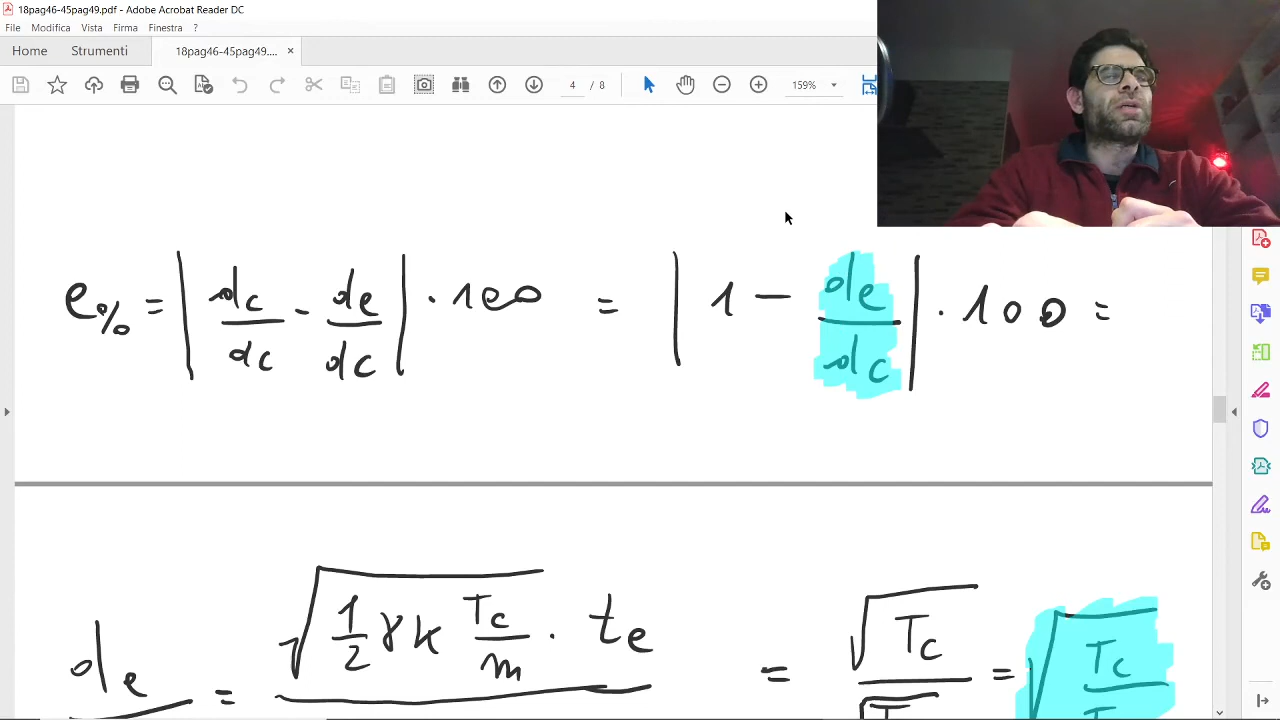 18pag46-45pag49.pdf - Adobe Acrobat Reader DC
File Modifica Vista Firma Finestra ?
Home Strumenti 18pag46-45pag49.... ×
4 / 8 159%
e% = | dc/dc - de/dc | · 100 = | 1 - de/dc | · 100 =
de = √(1/2 γ k Tc/m) · te = √Tc = √(Tc